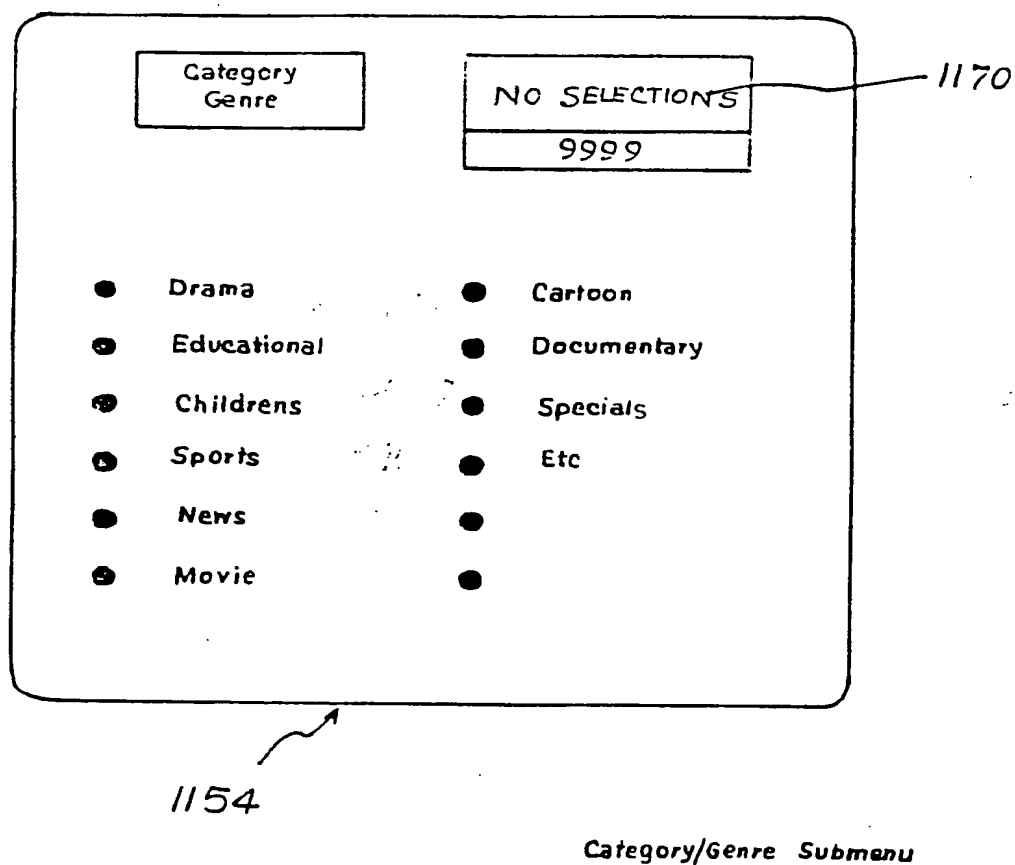 Category
Genre
NO SELECTIONS
9999
1170
Drama
Educational
Childrens
Sports
News
Movie
Cartoon
Documentary
Specials
Etc
1154
Category/Genre Submenu